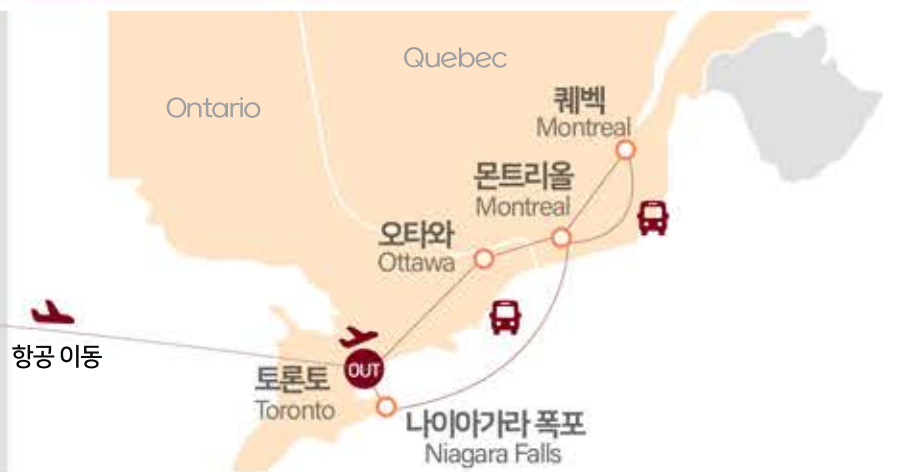 Quebec
Ontario
퀘벡
Montreal
몬트리올
Montreal
오타와
Ottawa
항공 이동
OUT
토론토
Toronto
나이아가라 폭포
Niagara Falls